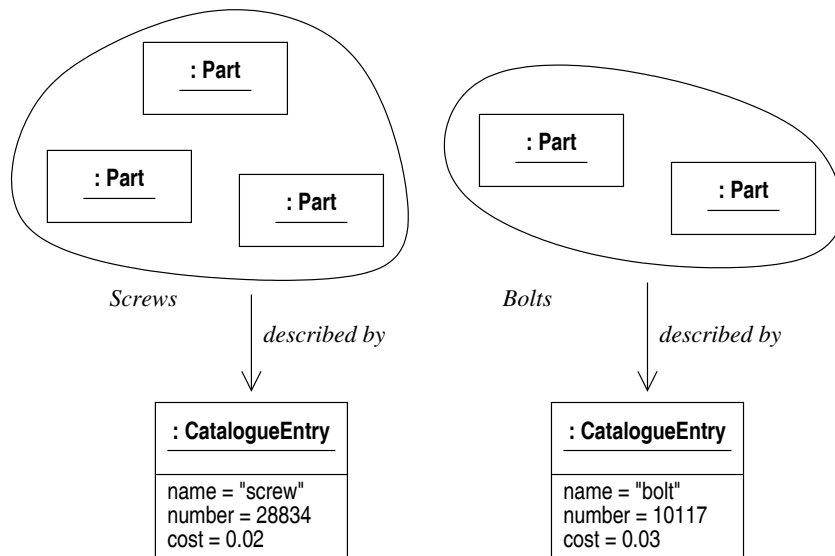 : Part
: Part
: Part
: Part
: Part
Screws
Bolts
described by
described by
: CatalogueEntry
name = "screw"
number = 28834
cost = 0.02
: CatalogueEntry
name = "bolt"
number = 10117
cost = 0.03